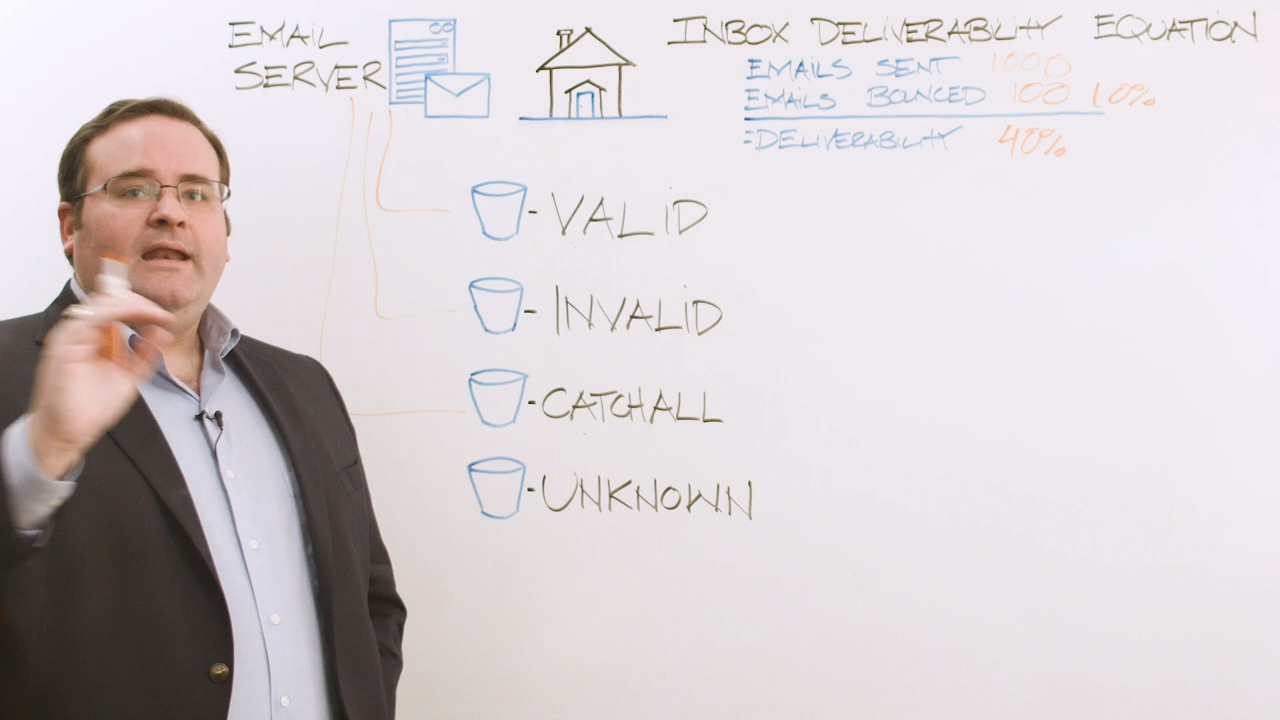 EMAIL
SERVER
INBOX DELIVERABILITY EQUATION
EMAILS SENT 1000
EMAILS BOUNCED 100 10%
=DELIVERABILITY 40%
-VALID
-INVALID
-CATCHALL
-UNKNOWN